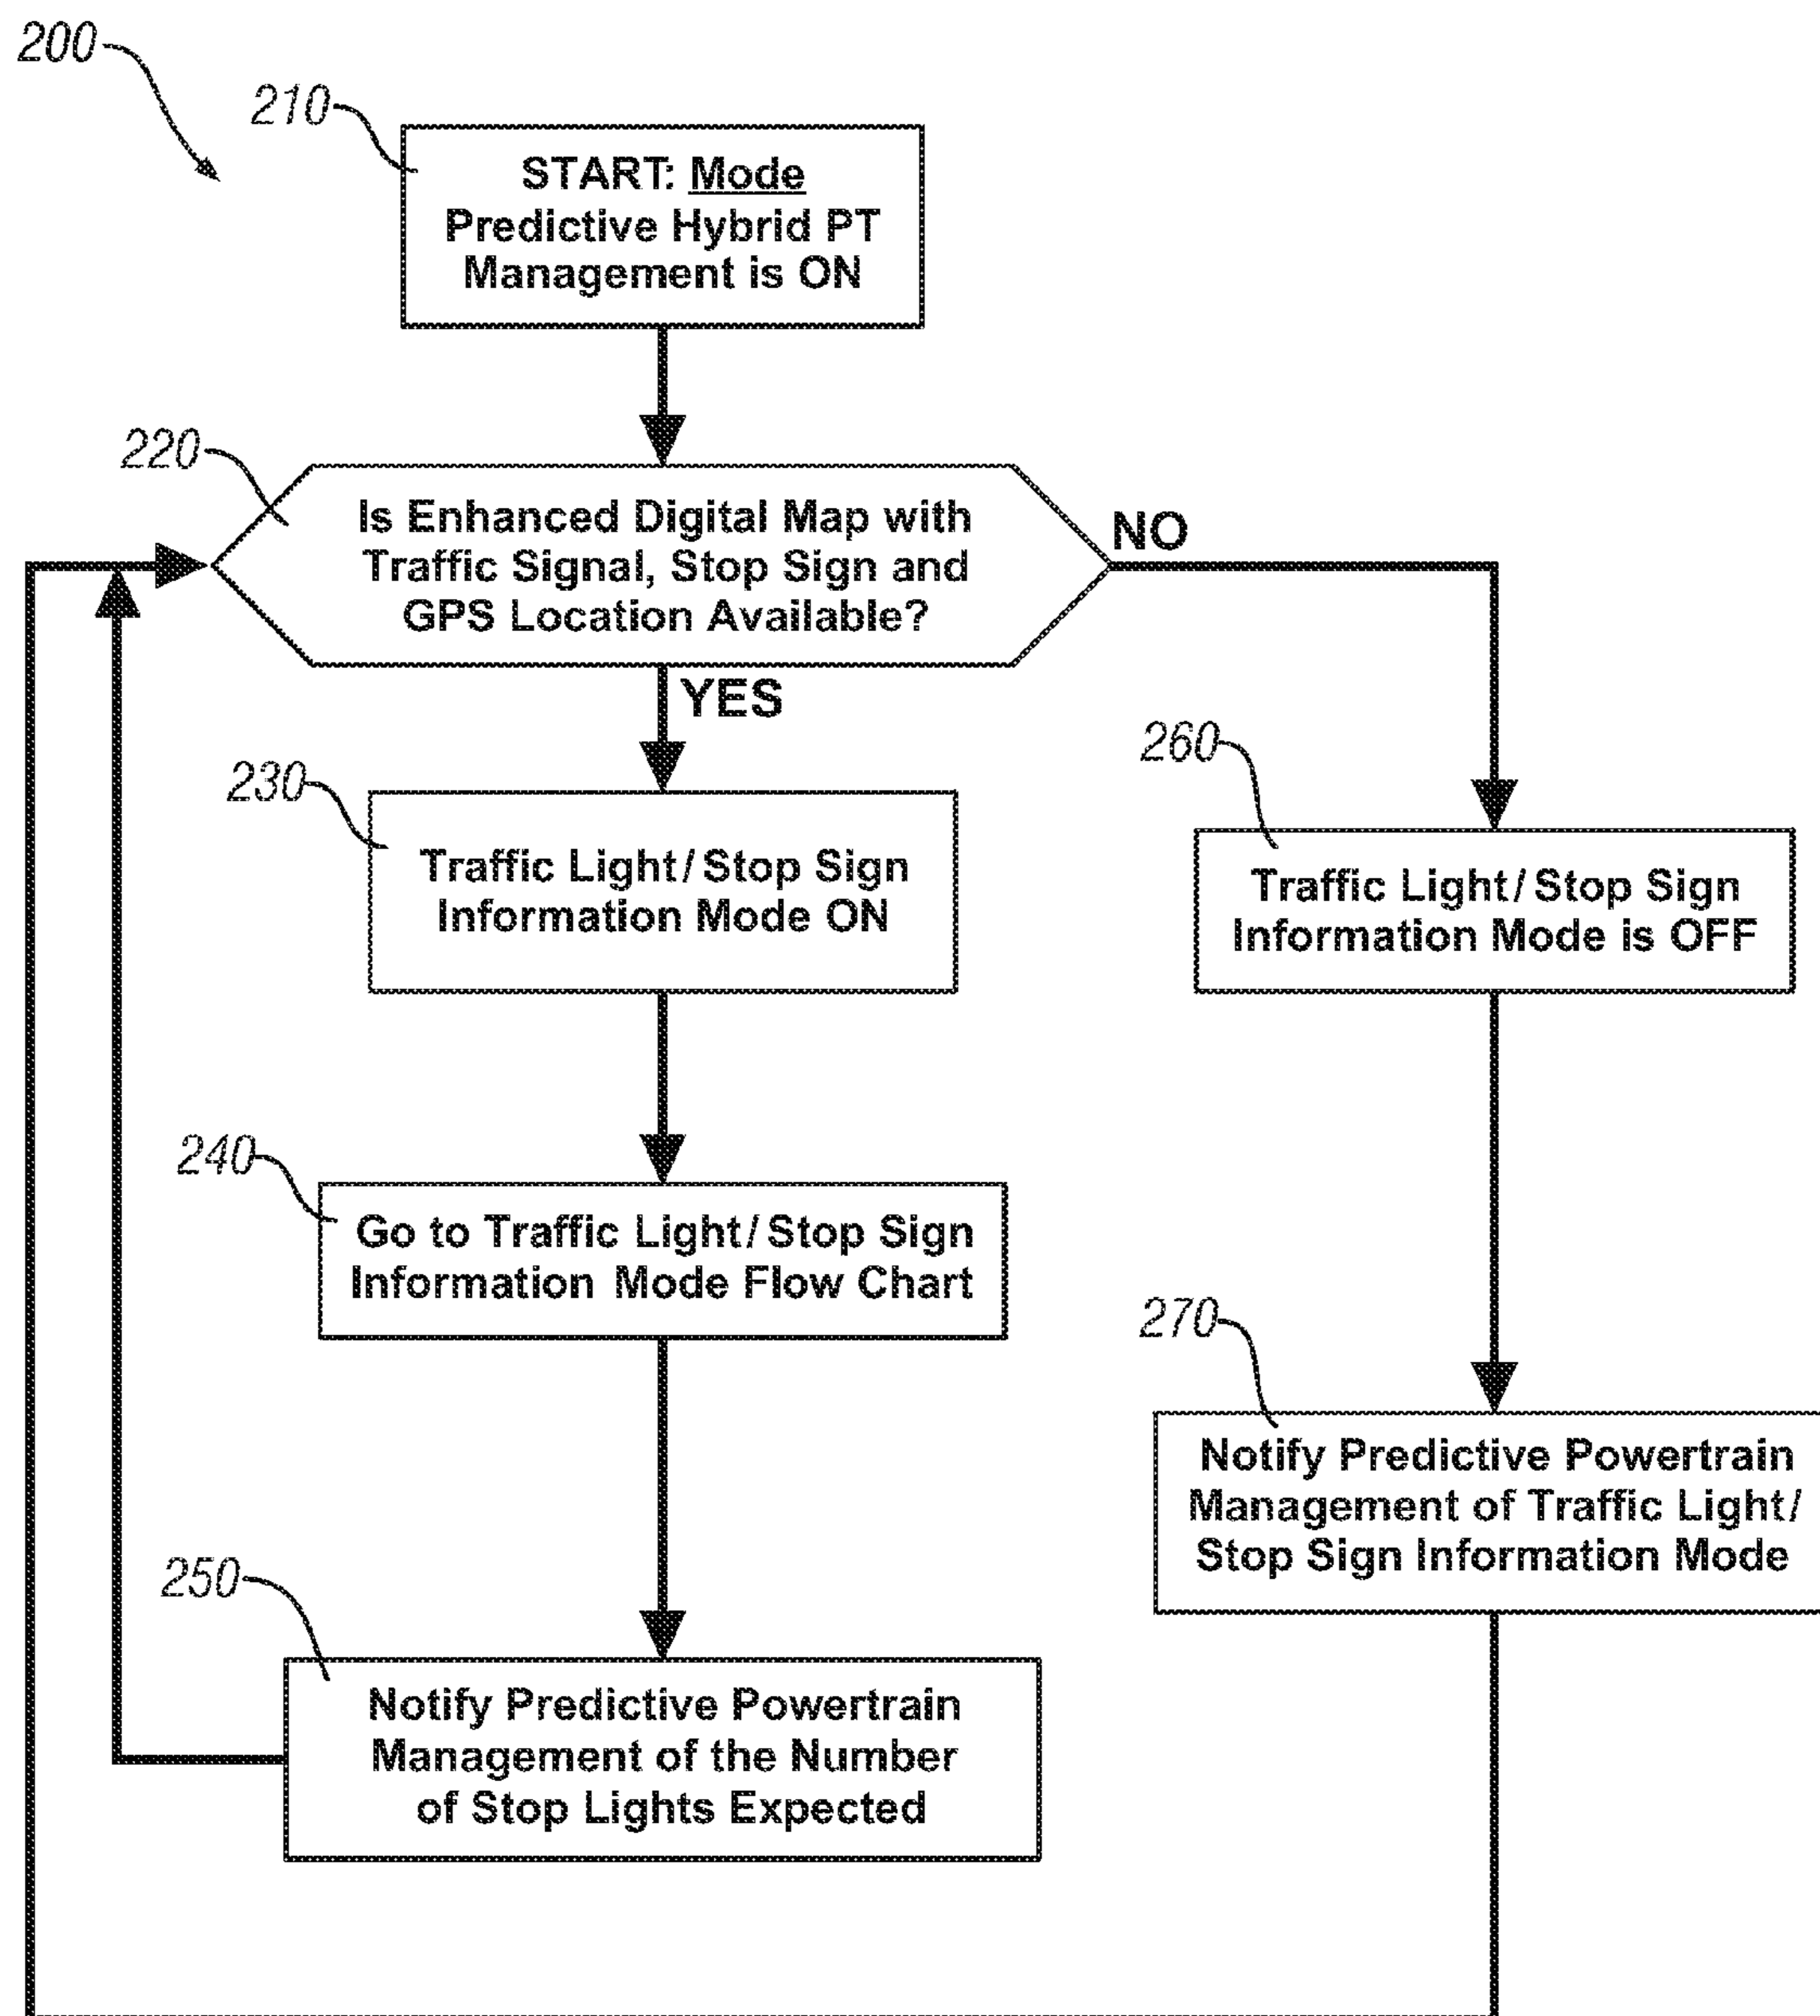 200
210
START: Mode
Predictive Hybrid PT
Management is ON
220
Is Enhanced Digital Map with
Traffic Signal, Stop Sign and
GPS Location Available?
NO
YES
230
Traffic Light/Stop Sign
Information Mode ON
260
Traffic Light/Stop Sign
Information Mode is OFF
240
Go to Traffic Light/Stop Sign
Information Mode Flow Chart
270
Notify Predictive Powertrain
Management of Traffic Light/
Stop Sign Information Mode
250
Notify Predictive Powertrain
Management of the Number
of Stop Lights Expected